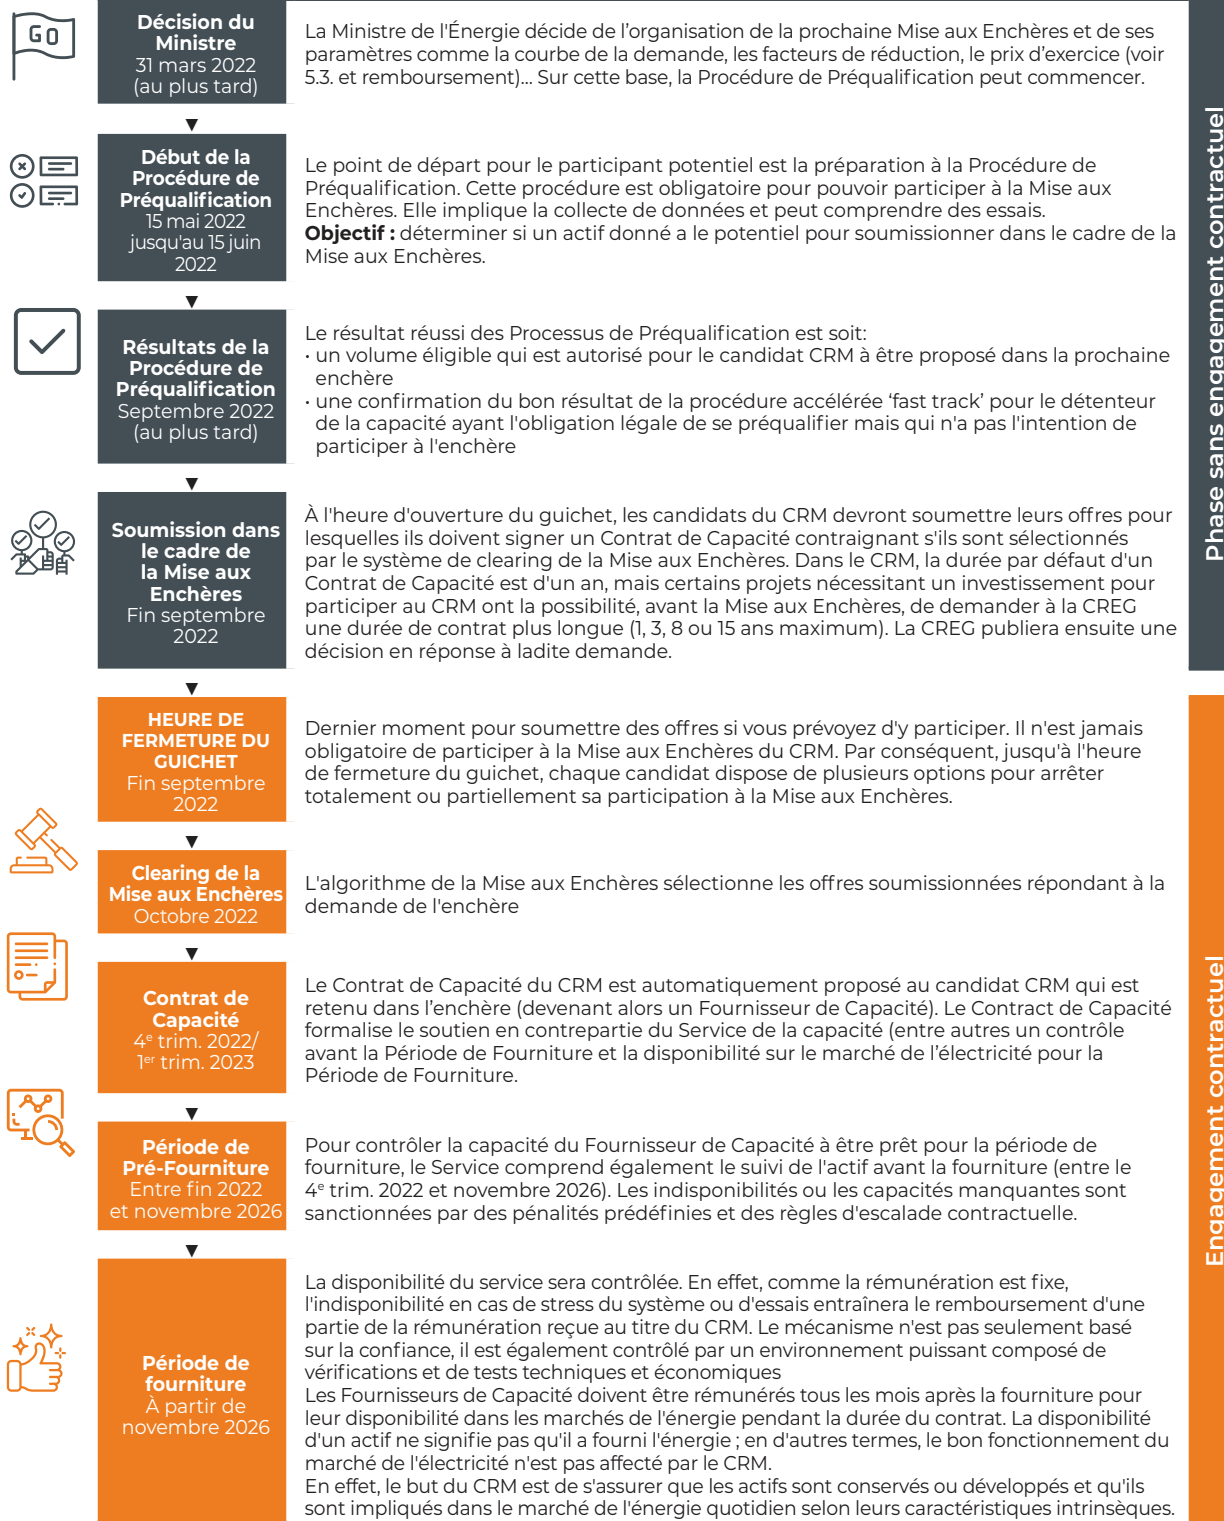 GO
Décision du
Ministre
31 mars 2022
(au plus tard)
La Ministre de l'Énergie décide de l’organisation de la prochaine Mise aux Enchères et de ses
paramètres comme la courbe de la demande, les facteurs de réduction, le prix d’exercice (voir
5.3. et remboursement)... Sur cette base, la Procédure de Préqualification peut commencer.
▼
Début de la
Procédure de
Préqualification
15 mai 2022
jusqu'au 15 juin
2022
Le point de départ pour le participant potentiel est la préparation à la Procédure de
Préqualification. Cette procédure est obligatoire pour pouvoir participer à la Mise aux
Enchères. Elle implique la collecte de données et peut comprendre des essais.
Objectif : déterminer si un actif donné a le potentiel pour soumissionner dans le cadre de la
Mise aux Enchères.
▼
Résultats de la
Procédure de
Préqualification
Septembre 2022
(au plus tard)
Le résultat réussi des Processus de Préqualification est soit:
• un volume éligible qui est autorisé pour le candidat CRM à être proposé dans la prochaine
enchère
• une confirmation du bon résultat de la procédure accélérée ‘fast track’ pour le détenteur
de la capacité ayant l'obligation légale de se préqualifier mais qui n'a pas l'intention de
participer à l'enchère
▼
Soumission dans
le cadre de
la Mise aux
Enchères
Fin septembre
2022
À l'heure d'ouverture du guichet, les candidats du CRM devront soumettre leurs offres pour
lesquelles ils doivent signer un Contrat de Capacité contraignant s'ils sont sélectionnés
par le système de clearing de la Mise aux Enchères. Dans le CRM, la durée par défaut d'un
Contrat de Capacité est d'un an, mais certains projets nécessitant un investissement pour
participer au CRM ont la possibilité, avant la Mise aux Enchères, de demander à la CREG
une durée de contrat plus longue (1, 3, 8 ou 15 ans maximum). La CREG publiera ensuite une
décision en réponse à ladite demande.
Phase sans engagement contractuel
▼
HEURE DE
FERMETURE DU
GUICHET
Fin septembre
2022
Dernier moment pour soumettre des offres si vous prévoyez d'y participer. Il n'est jamais
obligatoire de participer à la Mise aux Enchères du CRM. Par conséquent, jusqu'à l'heure
de fermeture du guichet, chaque candidat dispose de plusieurs options pour arrêter
totalement ou partiellement sa participation à la Mise aux Enchères.
▼
Clearing de la
Mise aux Enchères
Octobre 2022
L'algorithme de la Mise aux Enchères sélectionne les offres soumissionnées répondant à la
demande de l'enchère
▼
Contrat de
Capacité
4e trim. 2022/
1er trim. 2023
Le Contrat de Capacité du CRM est automatiquement proposé au candidat CRM qui est
retenu dans l’enchère (devenant alors un Fournisseur de Capacité). Le Contract de Capacité
formalise le soutien en contrepartie du Service de la capacité (entre autres un contrôle
avant la Période de Fourniture et la disponibilité sur le marché de l’électricité pour la
Période de Fourniture.
▼
Période de
Pré-Fourniture
Entre fin 2022
et novembre 2026
Pour contrôler la capacité du Fournisseur de Capacité à être prêt pour la période de
fourniture, le Service comprend également le suivi de l'actif avant la fourniture (entre le
4e trim. 2022 et novembre 2026). Les indisponibilités ou les capacités manquantes sont
sanctionnées par des pénalités prédéfinies et des règles d'escalade contractuelle.
▼
Période de
fourniture
À partir de
novembre 2026
La disponibilité du service sera contrôlée. En effet, comme la rémunération est fixe,
l'indisponibilité en cas de stress du système ou d'essais entraînera le remboursement d'une
partie de la rémunération reçue au titre du CRM. Le mécanisme n'est pas seulement basé
sur la confiance, il est également contrôlé par un environnement puissant composé de
vérifications et de tests techniques et économiques
Les Fournisseurs de Capacité doivent être rémunérés tous les mois après la fourniture pour
leur disponibilité dans les marchés de l'énergie pendant la durée du contrat. La disponibilité
d'un actif ne signifie pas qu'il a fourni l'énergie ; en d'autres termes, le bon fonctionnement du
marché de l'électricité n'est pas affecté par le CRM.
En effet, le but du CRM est de s'assurer que les actifs sont conservés ou développés et qu'ils
sont impliqués dans le marché de l'énergie quotidien selon leurs caractéristiques intrinsèques.
Engagement contractuel